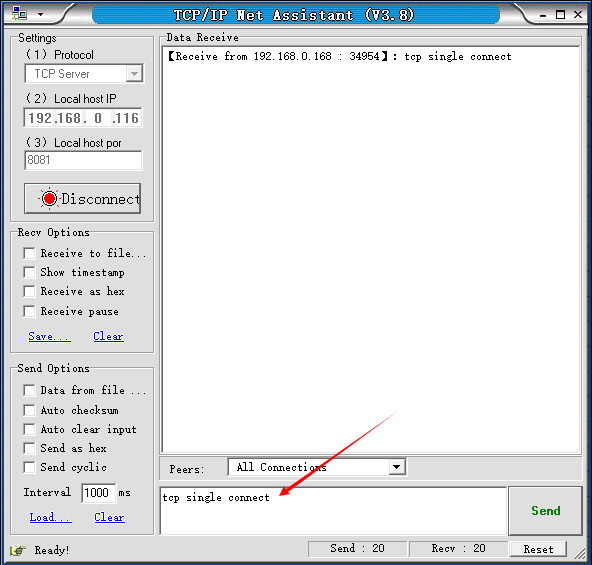 TCP/IP Net Assistant (V3.8)
Settings
（1） Protocol
TCP Server
（2） Local host IP
192.168. 0 .116
（3） Local host por
8081
Disconnect
Recv Options
Receive to file...
Show timestamp
Receive as hex
Receive pause
Save... Clear
Send Options
Data from file ...
Auto checksum
Auto clear input
Send as hex
Send cyclic
Interval 1000 ms
Load... Clear
Data Receive
【Receive from 192.168.0.168 : 34954】: tcp single connect
Peers: All Connections
tcp single connect
Send
Ready! Send : 20 Recv : 20 Reset